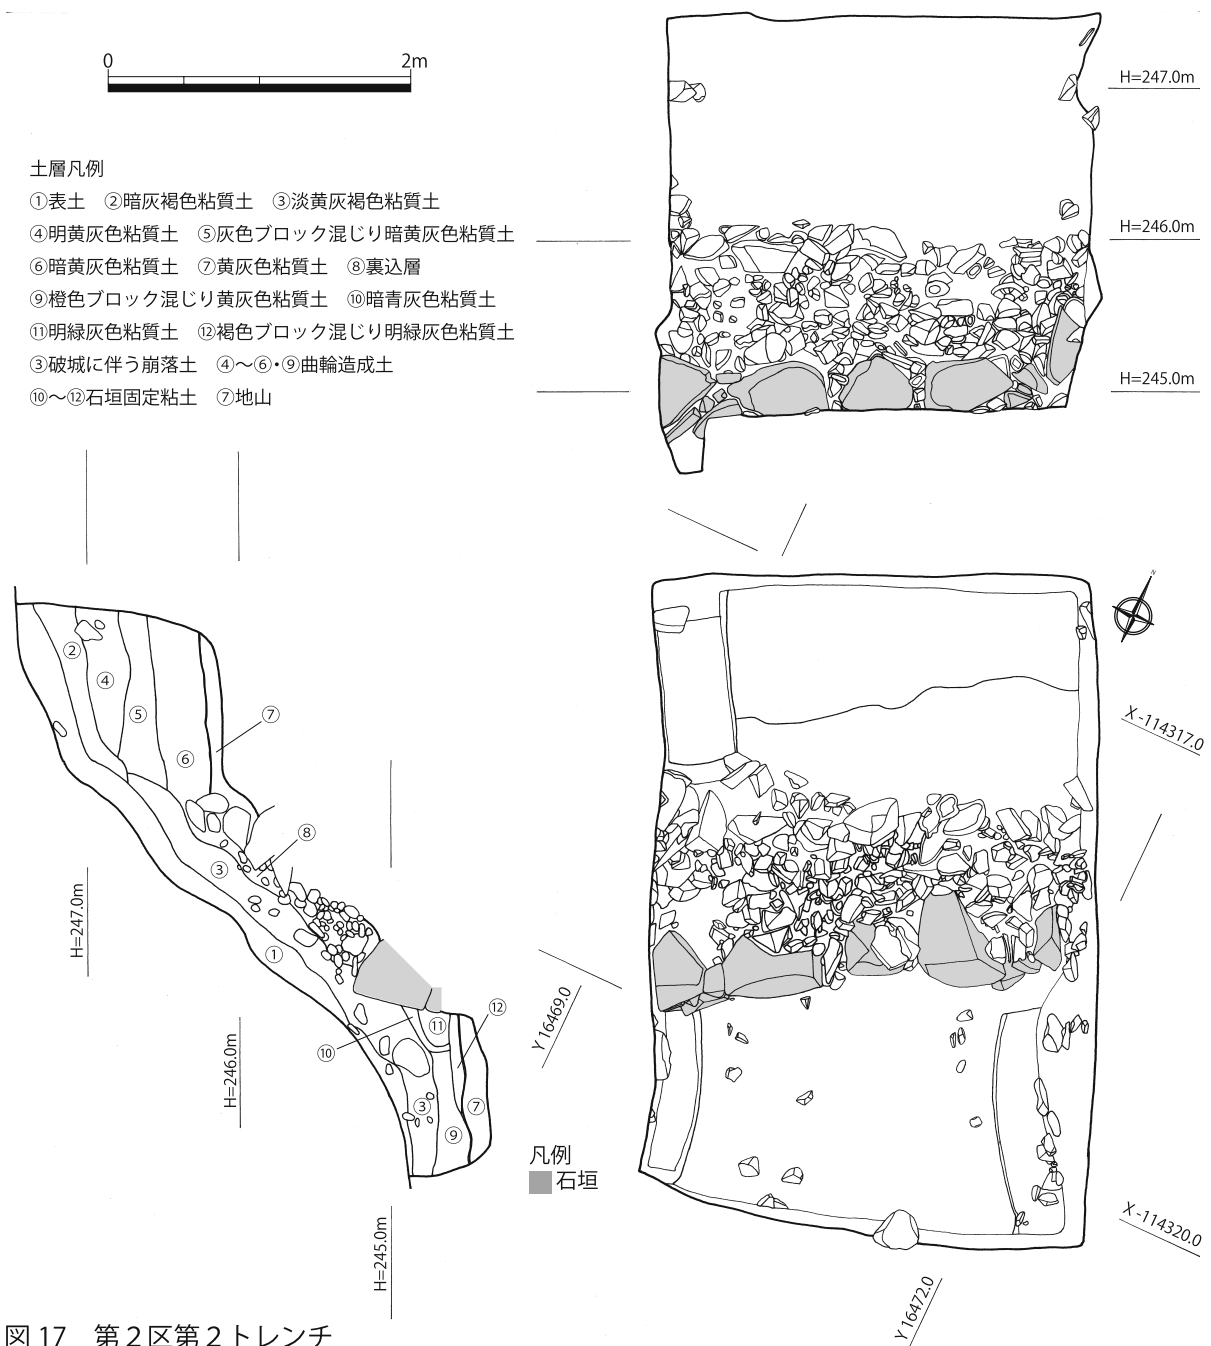 0 2m
土層凡例
①表土 ②暗灰褐色粘質土 ③淡黄灰褐色粘質土
④明黄灰色粘質土 ⑤灰色ブロック混じり暗黄灰色粘質土
⑥暗黄灰色粘質土 ⑦黄灰色粘質土 ⑧裏込層
⑨橙色ブロック混じり黄灰色粘質土 ⑩暗青灰色粘質土
⑪明緑灰色粘質土 ⑫褐色ブロック混じり明緑灰色粘質土
③破城に伴う崩落土 ④~⑥・⑨曲輪造成土
⑩~⑫石垣固定粘土 ⑦地山
H=247.0m
H=246.0m
H=245.0m
②
④
⑤
⑥
⑦
⑧
③
①
⑩
⑪
⑫
③
⑨
⑦
H=247.0m
H=246.0m
H=245.0m
N
X -114317.0
Y 16469.0
X -114320.0
Y 16472.0
凡例
石垣
図 17 第2区第2トレンチ